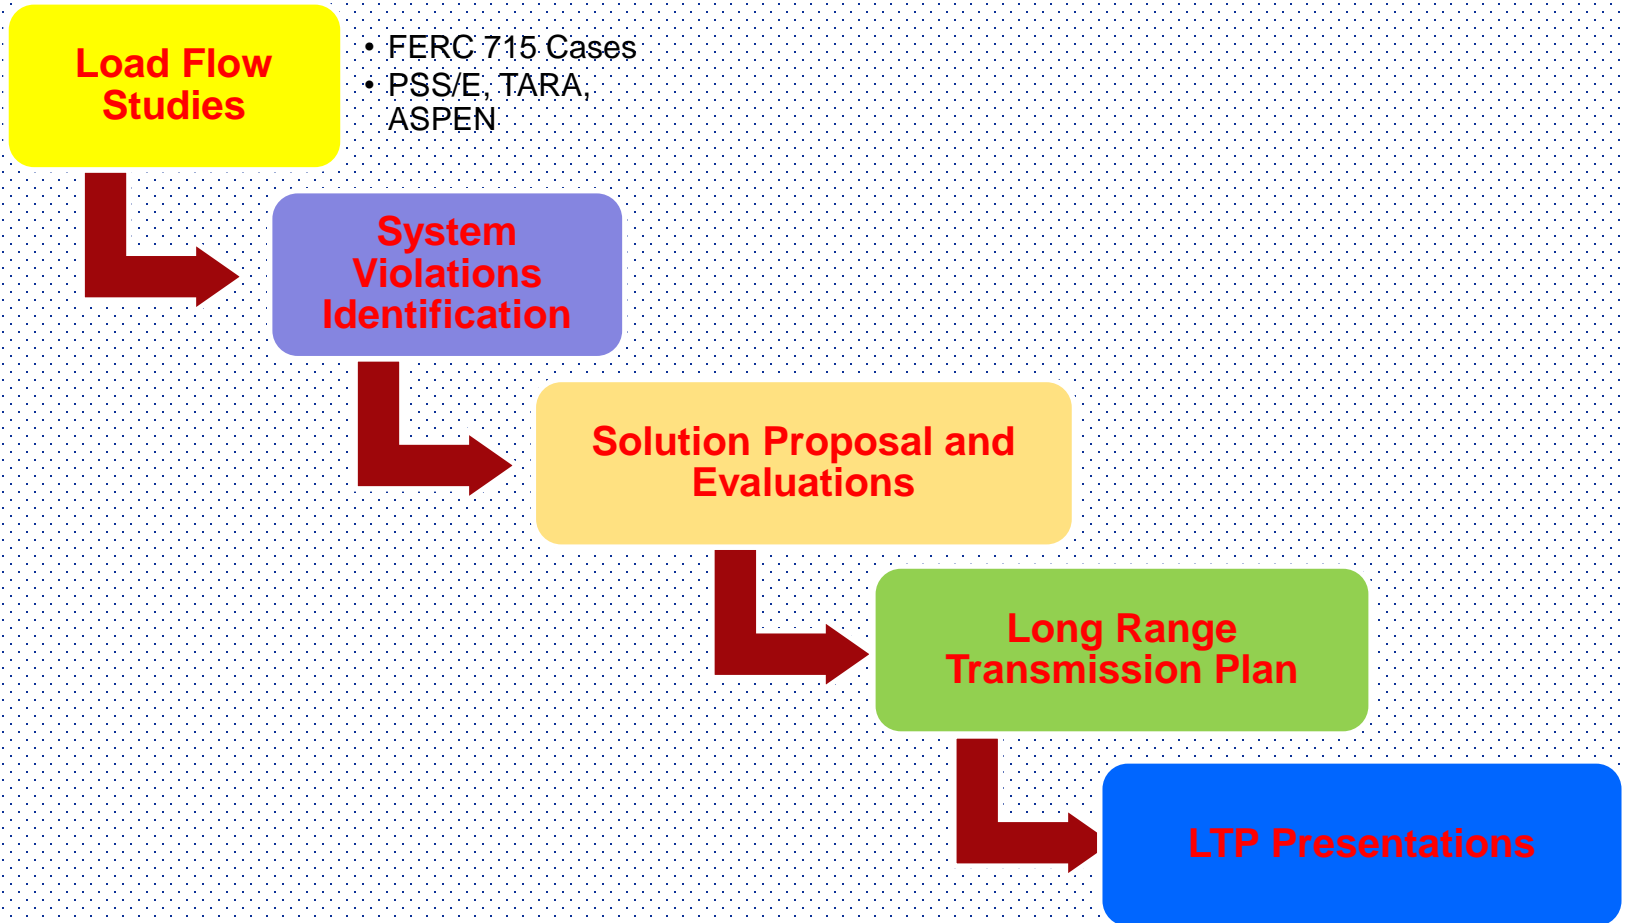 Load Flow
Studies
• FERC 715 Cases
• PSS/E, TARA,
ASPEN
System
Violations
Identification
Solution Proposal and
Evaluations
Long Range
Transmission Plan
LTP Presentations